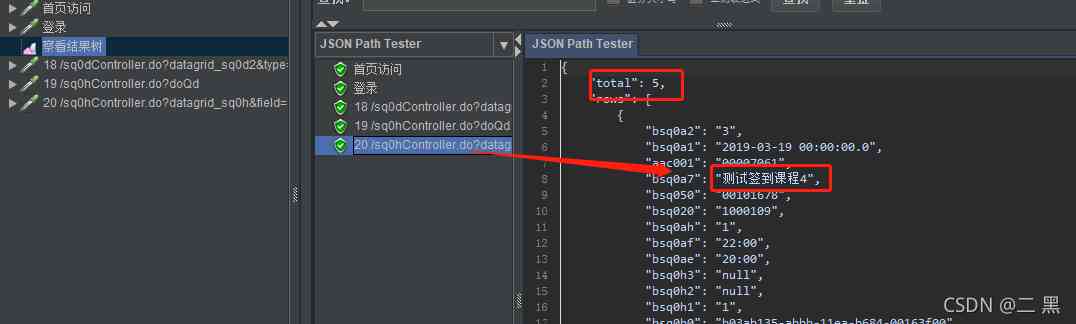 首页访问
登录
察看结果树
18 /sq0dController.do?datagrid_sq0d2&type=
19 /sq0hController.do?doQd
20 /sq0hController.do?datagrid_sq0h&field=
JSON Path Tester
首页访问
登录
18 /sq0dController.do?datagr
19 /sq0hController.do?doQd
20 /sq0hController.do?datagr
JSON Path Tester
1 {
2 "total": 5,
3 "rows": [
4 {
5 "bsq0a2": "3",
6 "bsq0a1": "2019-03-19 00:00:00.0",
7 "aac001": "00007061",
8 "bsq0a7": "测试签到课程4",
9 "bsq050": "00101678",
10 "bsq020": "1000109",
11 "bsq0ah": "1",
12 "bsq0af": "22:00",
13 "bsq0ae": "20:00",
14 "bsq0h3": "null",
15 "bsq0h2": "null",
16 "bsq0h1": "1",
CSDN @二 黑